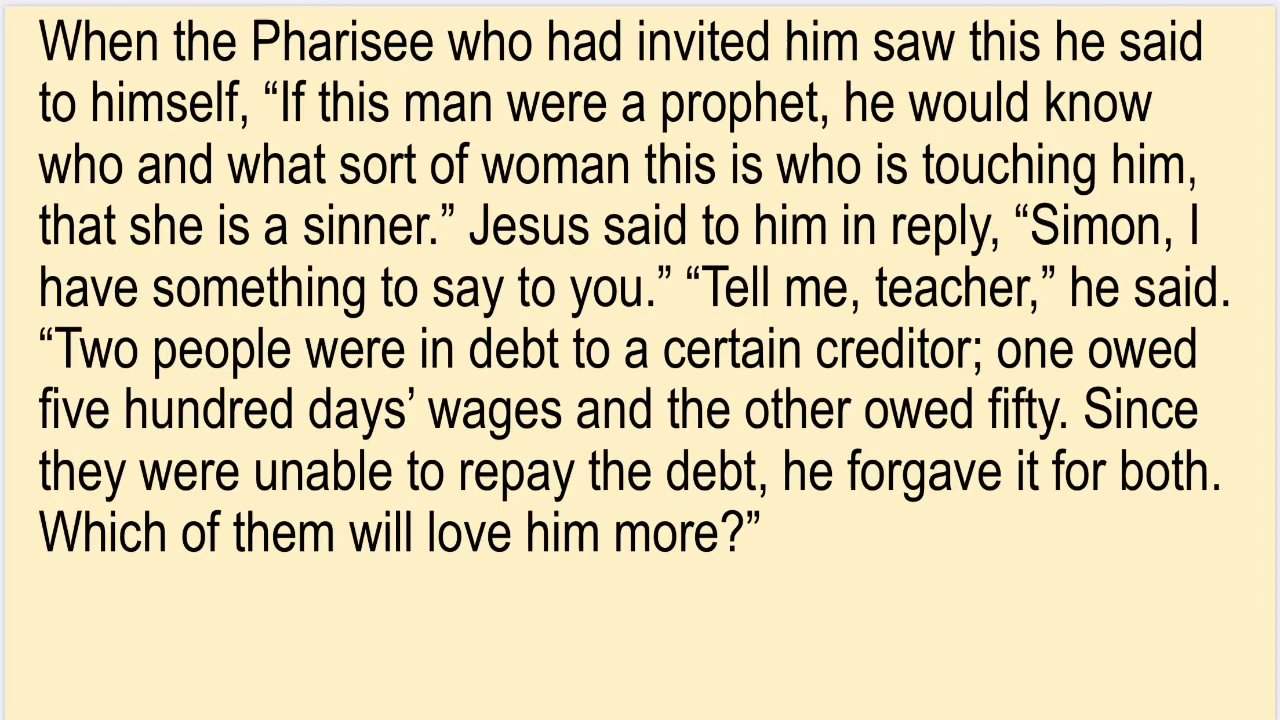 When the Pharisee who had invited him saw this he said
to himself, “If this man were a prophet, he would know
who and what sort of woman this is who is touching him,
that she is a sinner.” Jesus said to him in reply, “Simon, I
have something to say to you.” “Tell me, teacher,” he said.
“Two people were in debt to a certain creditor; one owed
five hundred days’ wages and the other owed fifty. Since
they were unable to repay the debt, he forgave it for both.
Which of them will love him more?”